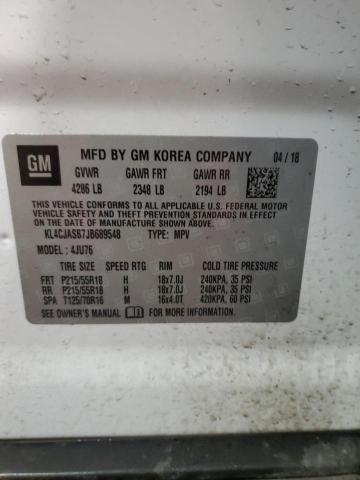 GM
MFD BY GM KOREA COMPANY 04 / 18
GVWR GAWR FRT GAWR RR
4286 LB 2348 LB 2194 LB
THIS VEHICLE CONFORMS TO ALL APPLICABLE U.S. FEDERAL MOTOR
VEHICLE SAFETY, BUMPER, AND THEFT PREVENTION STANDARDS IN
EFFECT ON THE DATE OF MANUFACTURE SHOWN ABOVE.
KL4CJASB7JB689548 TYPE: MPV
MODEL: 4JU76
TIRE SIZE SPEED RTG RIM COLD TIRE PRESSURE
FRT P215/55R18 H 18x7.0J 240KPA, 35 PSI
RR P215/55R18 H 18x7.0J 240KPA, 35 PSI
SPA T125/70R16 M 16x4.0T 420KPA, 60 PSI
SEE OWNER'S MANUAL FOR MORE INFORMATION